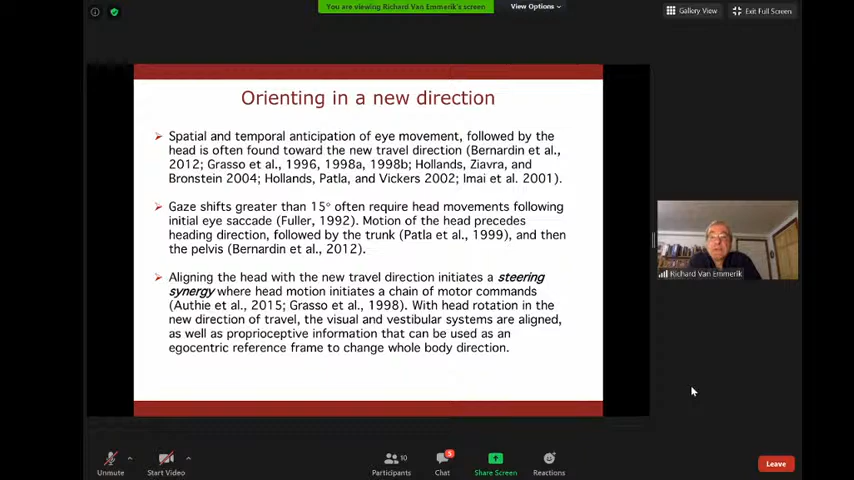 You are viewing Richard Van Emmerik's screen
View Options
Gallery View
Exit Full Screen
Orienting in a new direction
Spatial and temporal anticipation of eye movement, followed by the
head is often found toward the new travel direction (Bernardin et al.,
2012; Grasso et al., 1996, 1998a, 1998b; Hollands, Ziavra, and
Bronstein 2004; Hollands, Patla, and Vickers 2002; Imai et al. 2001).
Gaze shifts greater than 15° often require head movements following
initial eye saccade (Fuller, 1992). Motion of the head precedes
heading direction, followed by the trunk (Patla et al., 1999), and then
the pelvis (Bernardin et al., 2012).
Aligning the head with the new travel direction initiates a steering
synergy where head motion initiates a chain of motor commands
(Authie et al., 2015; Grasso et al., 1998). With head rotation in the
new direction of travel, the visual and vestibular systems are aligned,
as well as proprioceptive information that can be used as an
egocentric reference frame to change whole body direction.
Richard Van Emmerik
Unmute
Start Video
10
Participants
5
Chat
Share Screen
Reactions
Leave